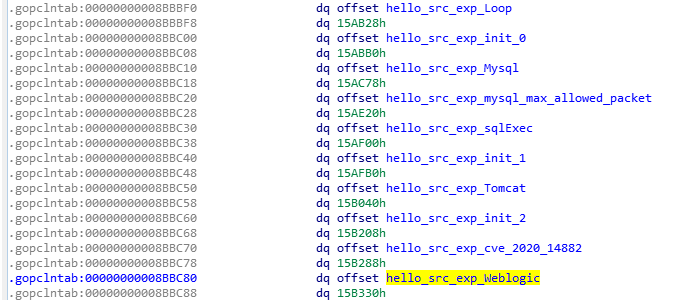 .gopclntab:00000000008BBBF0 dq offset hello_src_exp_Loop
.gopclntab:00000000008BBBF8 dq 15AB28h
.gopclntab:00000000008BBC00 dq offset hello_src_exp_init_0
.gopclntab:00000000008BBC08 dq 15ABB0h
.gopclntab:00000000008BBC10 dq offset hello_src_exp_Mysql
.gopclntab:00000000008BBC18 dq 15AC78h
.gopclntab:00000000008BBC20 dq offset hello_src_exp_mysql_max_allowed_packet
.gopclntab:00000000008BBC28 dq 15AE20h
.gopclntab:00000000008BBC30 dq offset hello_src_exp_sqlExec
.gopclntab:00000000008BBC38 dq 15AF00h
.gopclntab:00000000008BBC40 dq offset hello_src_exp_init_1
.gopclntab:00000000008BBC48 dq 15AFB0h
.gopclntab:00000000008BBC50 dq offset hello_src_exp_Tomcat
.gopclntab:00000000008BBC58 dq 15B040h
.gopclntab:00000000008BBC60 dq offset hello_src_exp_init_2
.gopclntab:00000000008BBC68 dq 15B208h
.gopclntab:00000000008BBC70 dq offset hello_src_exp_cve_2020_14882
.gopclntab:00000000008BBC78 dq 15B288h
.gopclntab:00000000008BBC80 dq offset hello_src_exp_Weblogic
.gopclntab:00000000008BBC88 dq 15B330h